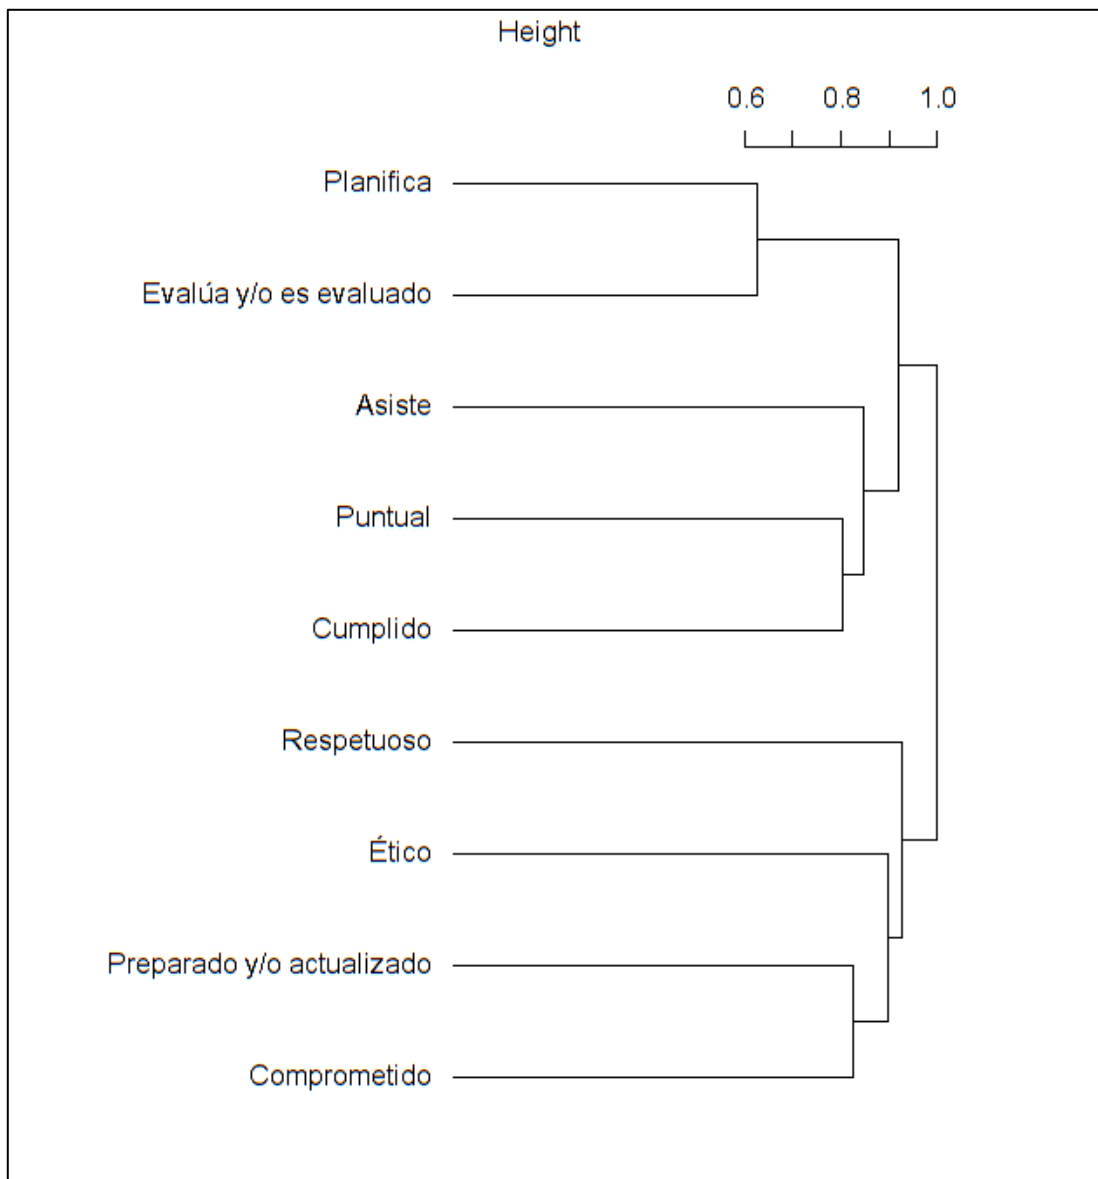 Height
0.6 0.8 1.0
Planifica
Evalúa y/o es evaluado
Asiste
Puntual
Cumplido
Respetuoso
Ético
Preparado y/o actualizado
Comprometido